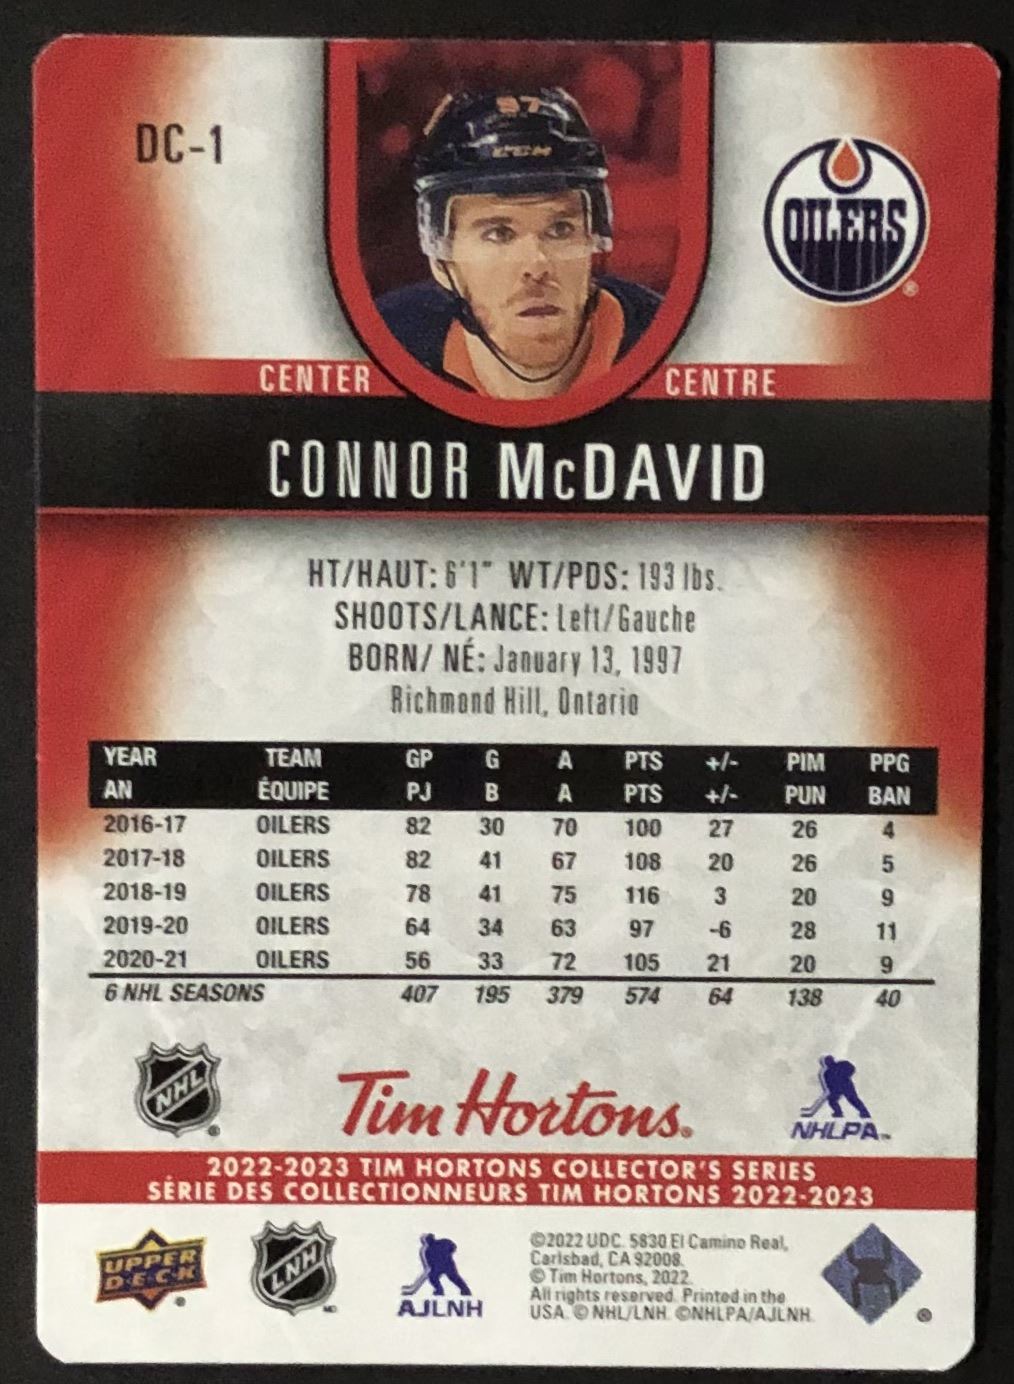 97
CCM
DC-1
OILERS
®
CENTER CENTRE
CONNOR McDAVID
HT/HAUT: 6'1" WT/PDS: 193 lbs.
SHOOTS/LANCE: Left/Gauche
BORN/ NÉ: January 13, 1997
Richmond Hill, Ontario
YEAR TEAM GP G A PTS +/- PIM PPG
AN ÉQUIPE PJ B A PTS +/- PUN BAN
2016-17 OILERS 82 30 70 100 27 26 4
2017-18 OILERS 82 41 67 108 20 26 5
2018-19 OILERS 78 41 75 116 3 20 9
2019-20 OILERS 64 34 63 97 -6 28 11
2020-21 OILERS 56 33 72 105 21 20 9
6 NHL SEASONS 407 195 379 574 64 138 40
NHL ®
Tim Hortons®
NHLPA™
2022-2023 TIM HORTONS COLLECTOR'S SERIES
SÉRIE DES COLLECTIONNEURS TIM HORTONS 2022-2023
UPPER
DECK ®
LNH MD
AJLNH
©2022 UDC. 5830 El Camino Real,
Carlsbad, CA 92008.
© Tim Hortons, 2022.
All rights reserved. Printed in the
USA. © NHL/LNH. ©NHLPA/AJLNH.
®